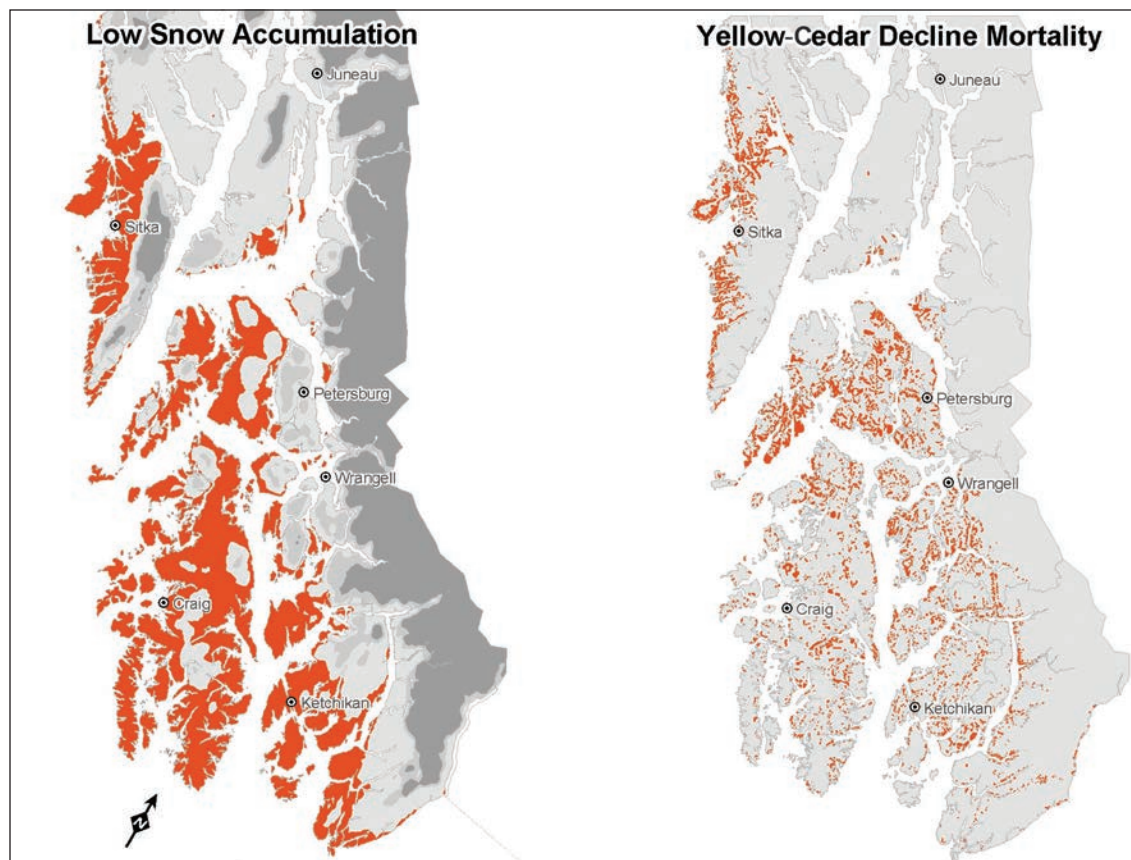 Low Snow Accumulation
Juneau
Sitka
Petersburg
Wrangell
Craig
Ketchikan
N
Yellow-Cedar Decline Mortality
Juneau
Sitka
Petersburg
Wrangell
Craig
Ketchikan